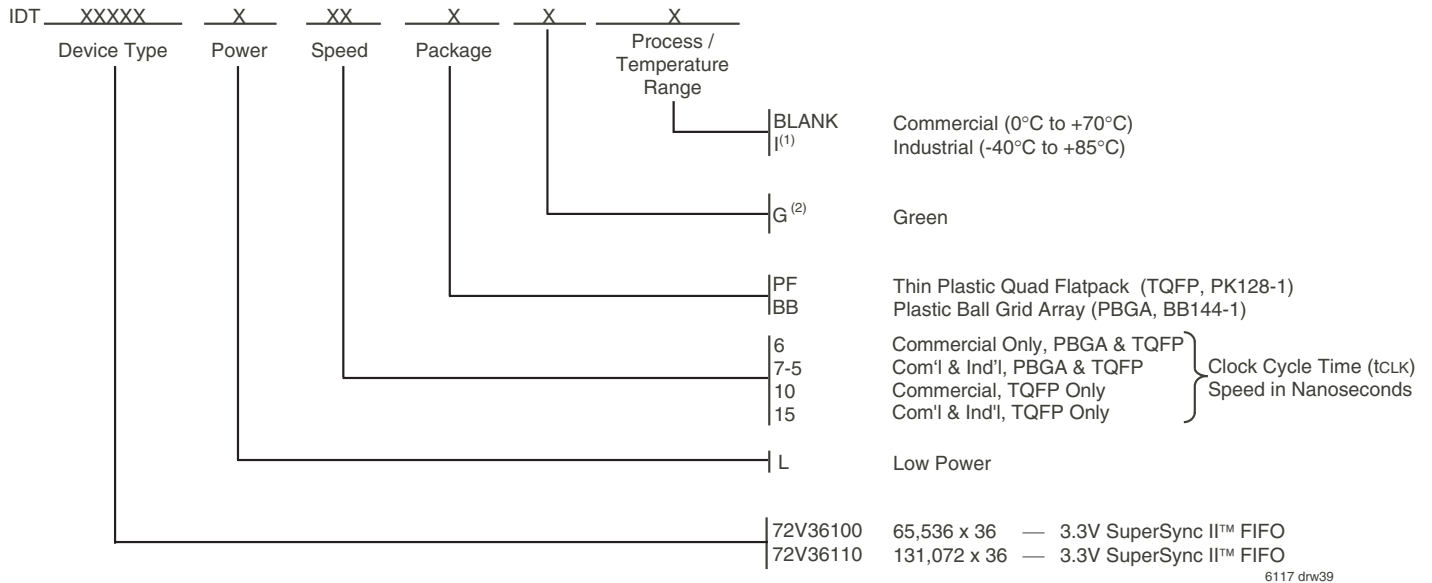 IDT XXXXX X XX X X X
Device Type Power Speed Package Process /
Temperature
Range
BLANK Commercial (0°C to +70°C)
I(1) Industrial (-40°C to +85°C)
G (2) Green
PF Thin Plastic Quad Flatpack (TQFP, PK128-1)
BB Plastic Ball Grid Array (PBGA, BB144-1)
6 Commercial Only, PBGA & TQFP
7-5 Com‘l & Ind’l, PBGA & TQFP
10 Commercial, TQFP Only
15 Com'l & Ind'l, TQFP Only
Clock Cycle Time (tCLK)
Speed in Nanoseconds
L Low Power
72V36100 65,536 x 36 — 3.3V SuperSync II™ FIFO
72V36110 131,072 x 36 — 3.3V SuperSync II™ FIFO
6117 drw39